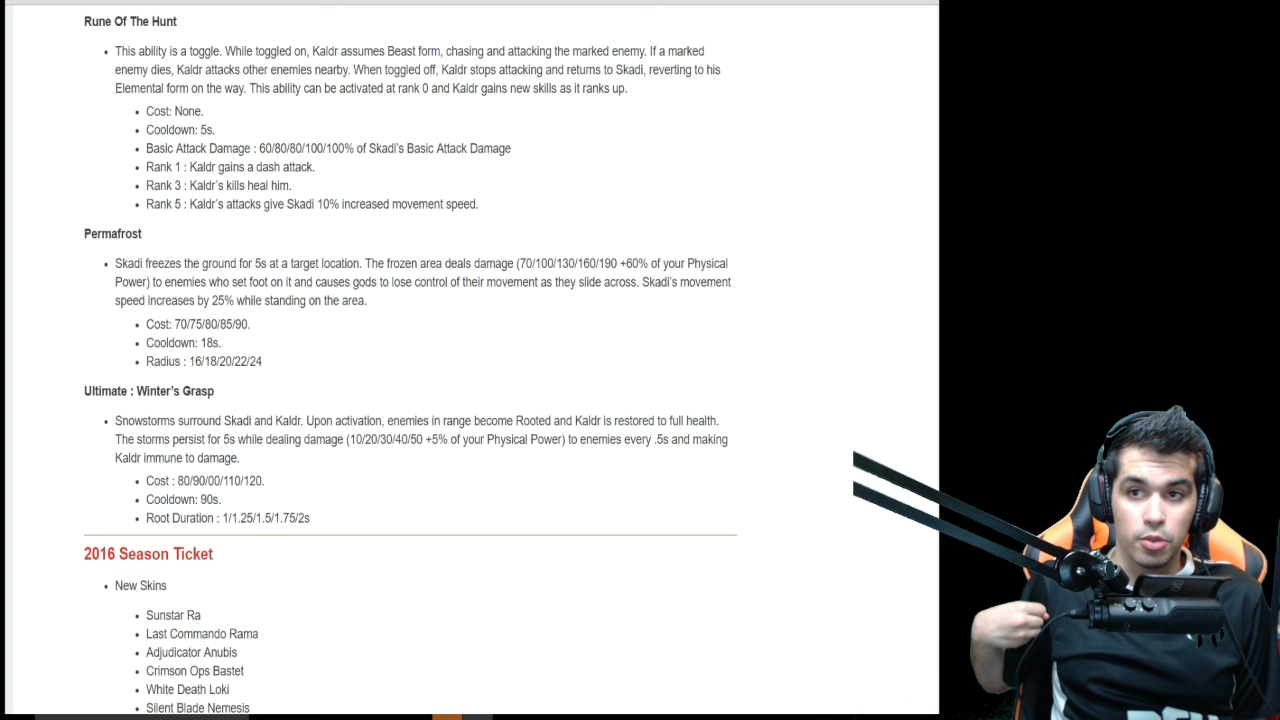 Rune Of The Hunt
This ability is a toggle. While toggled on, Kaldr assumes Beast form, chasing and attacking the marked enemy. If a marked
enemy dies, Kaldr attacks other enemies nearby. When toggled off, Kaldr stops attacking and returns to Skadi, reverting to his
Elemental form on the way. This ability can be activated at rank 0 and Kaldr gains new skills as it ranks up.
Cost: None.
Cooldown: 5s.
Basic Attack Damage : 60/80/80/100/100% of Skadi's Basic Attack Damage
Rank 1 : Kaldr gains a dash attack.
Rank 3 : Kaldr's kills heal him.
Rank 5 : Kaldr's attacks give Skadi 10% increased movement speed.
Permafrost
Skadi freezes the ground for 5s at a target location. The frozen area deals damage (70/100/130/160/190 +60% of your Physical
Power) to enemies who set foot on it and causes gods to lose control of their movement as they slide across. Skadi's movement
speed increases by 25% while standing on the area.
Cost: 70/75/80/85/90.
Cooldown: 18s.
Radius : 16/18/20/22/24
Ultimate : Winter's Grasp
Snowstorms surround Skadi and Kaldr. Upon activation, enemies in range become Rooted and Kaldr is restored to full health.
The storms persist for 5s while dealing damage (10/20/30/40/50 +5% of your Physical Power) to enemies every .5s and making
Kaldr immune to damage.
Cost : 80/90/00/110/120.
Cooldown: 90s.
Root Duration : 1/1.25/1.5/1.75/2s
2016 Season Ticket
New Skins
Sunstar Ra
Last Commando Rama
Adjudicator Anubis
Crimson Ops Bastet
White Death Loki
Silent Blade Nemesis